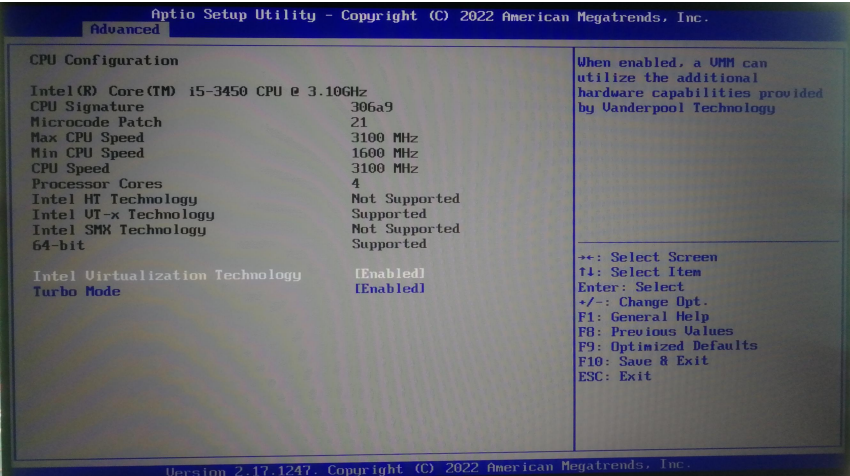 Aptio Setup Utility - Copyright (C) 2022 American Megatrends, Inc.
Advanced
CPU Configuration
Intel(R) Core(TM) i5-3450 CPU @ 3.10GHz
CPU Signature 306a9
Microcode Patch 21
Max CPU Speed 3100 MHz
Min CPU Speed 1600 MHz
CPU Speed 3100 MHz
Processor Cores 4
Intel HT Technology Not Supported
Intel VT-x Technology Supported
Intel SMX Technology Not Supported
64-bit Supported
Intel Virtualization Technology [Enabled]
Turbo Mode [Enabled]
When enabled, a VMM can
utilize the additional
hardware capabilities provided
by Vanderpool Technology
→←: Select Screen
↑↓: Select Item
Enter: Select
+/-: Change Opt.
F1: General Help
F8: Previous Values
F9: Optimized Defaults
F10: Save & Exit
ESC: Exit
Version 2.17.1247. Copyright (C) 2022 American Megatrends, Inc.